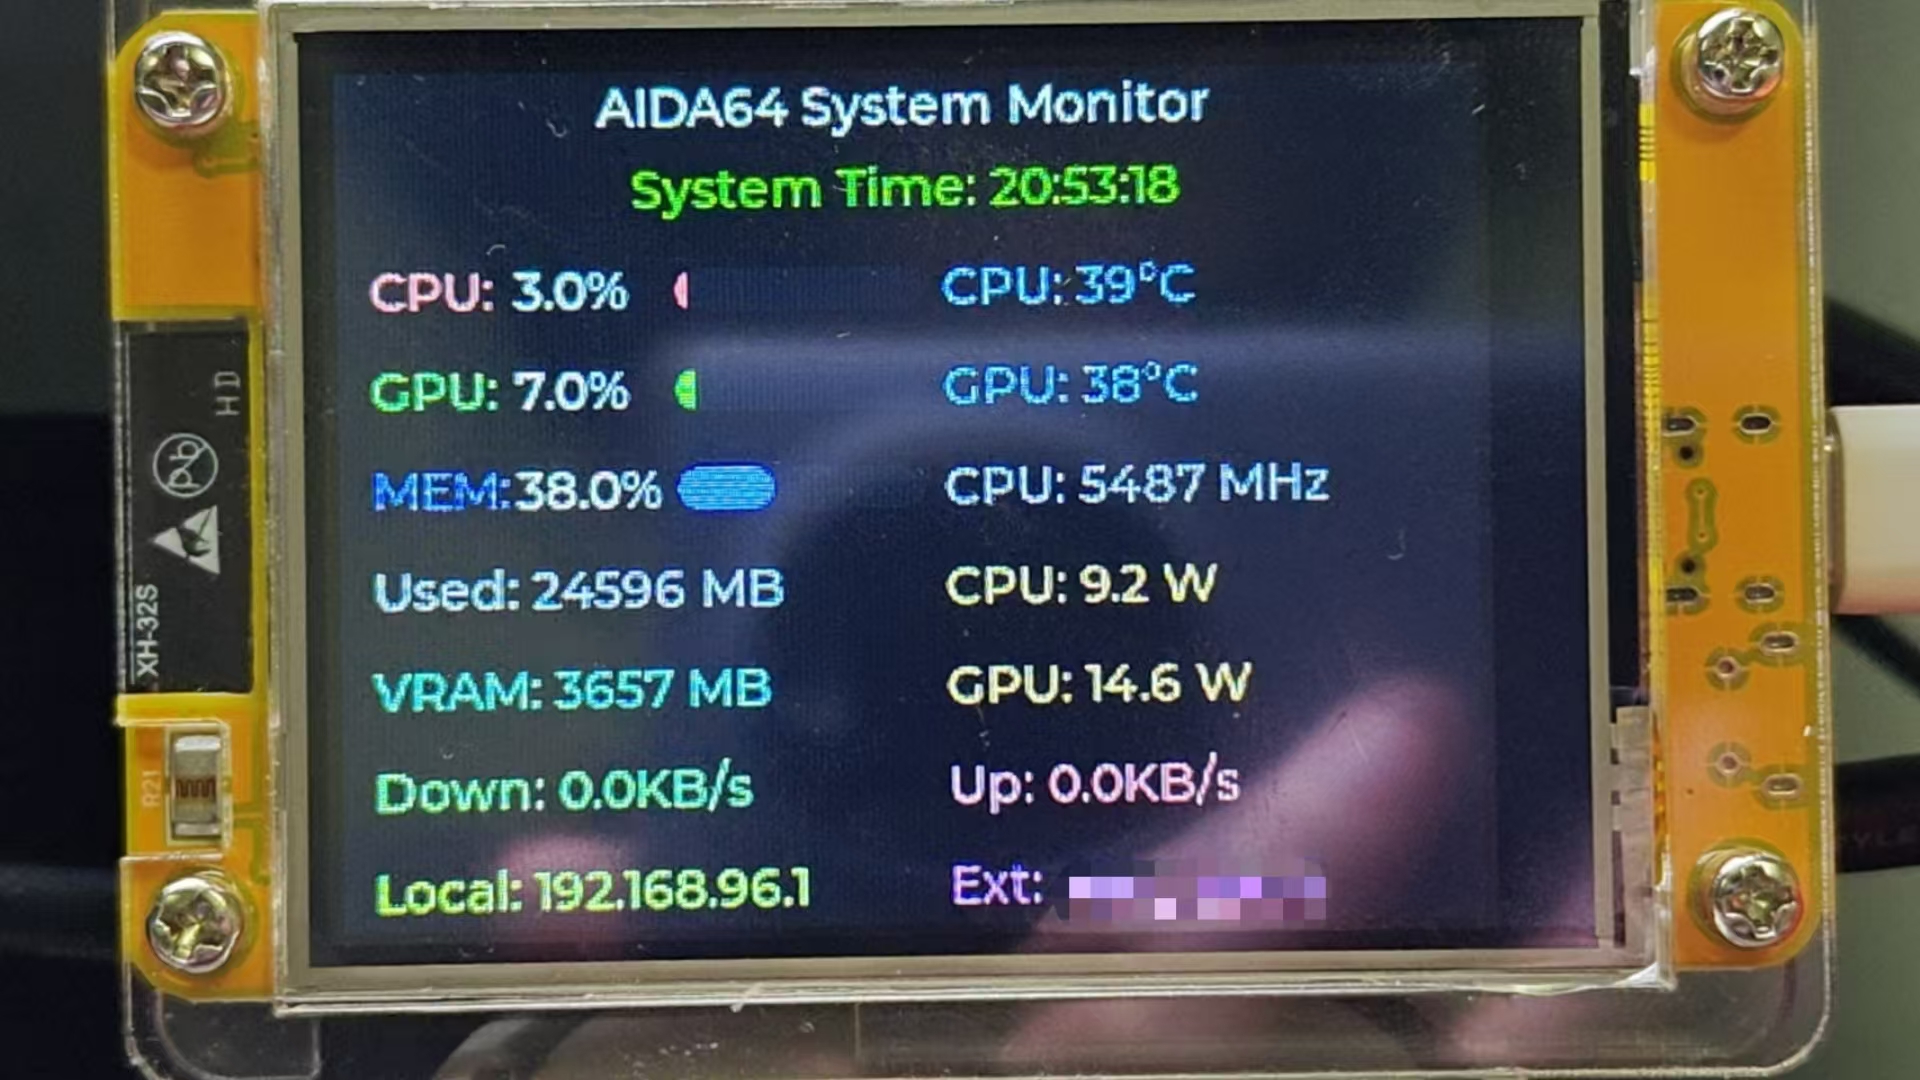 AIDA64 System Monitor
System Time: 20:53:18
CPU: 3.0%
CPU: 39°C
GPU: 7.0%
GPU: 38°C
MEM:38.0%
CPU: 5487 MHz
Used: 24596 MB
CPU: 9.2 W
VRAM: 3657 MB
GPU: 14.6 W
Down: 0.0KB/s
Up: 0.0KB/s
Local: 192.168.96.1
Ext:
HD
Pb
XH-32S
R21